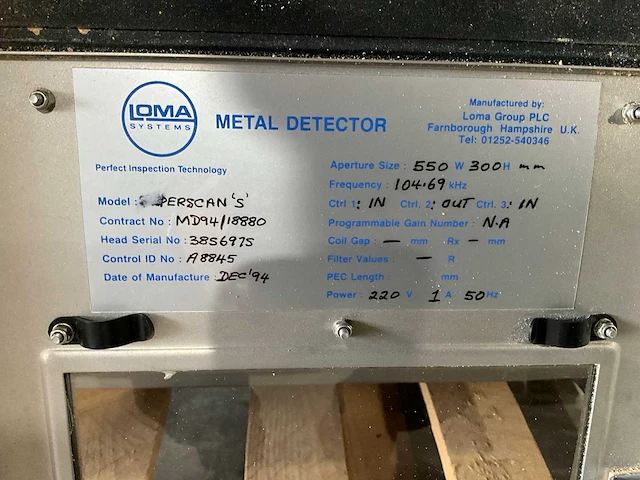 LOMA
SYSTEMS
METAL DETECTOR
Manufactured by:
Loma Group PLC
Farnborough Hampshire U.K.
Tel: 01252-540346
Perfect Inspection Technology
Model : PERSCAN 'S'
Contract No : MD94/18880
Head Serial No : 38S6975
Control ID No : A8845
Date of Manufacture : DEC '94
Aperture Size : 550 W 300 H mm
Frequency : 104.69 kHz
Ctrl 1: IN Ctrl. 2: OUT Ctrl. 3: IN
Programmable Gain Number : N.A
Coil Gap : — mm Rx — mm
Filter Values — R
PEC Length mm
Power : 220 V 1 A 50 Hz